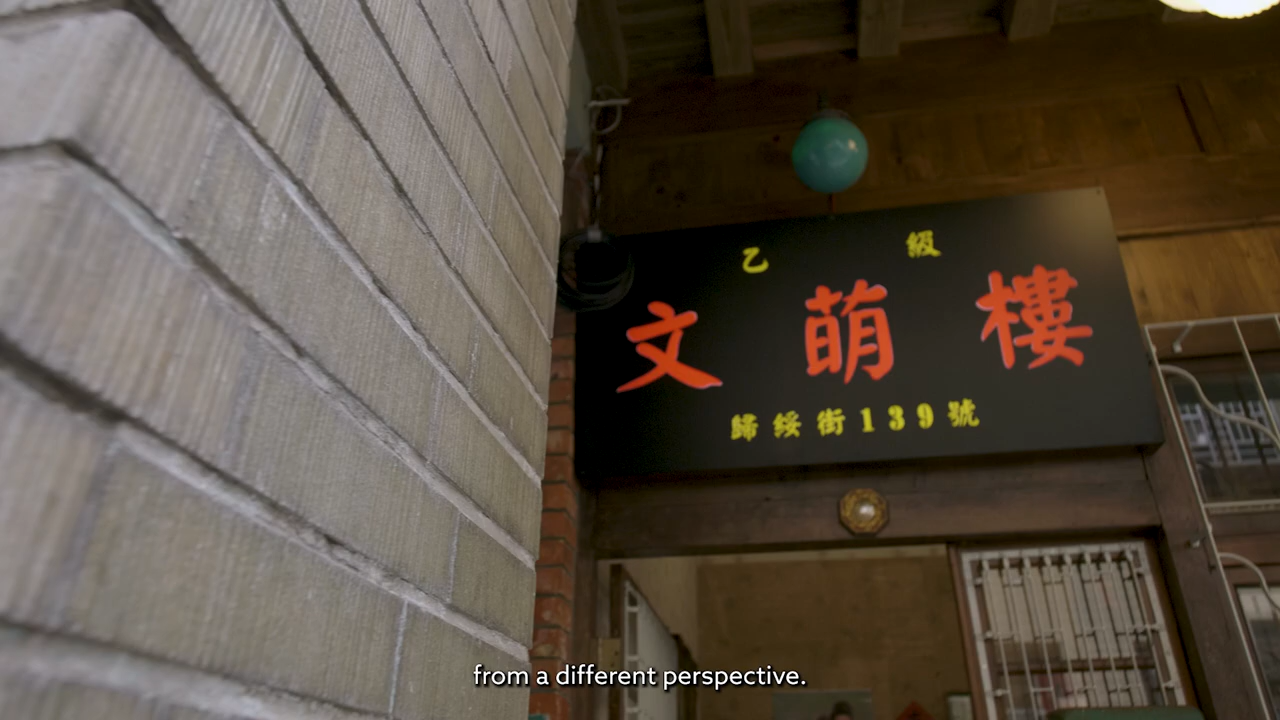 乙級
文萌樓
歸綏街139號
from a different perspective.